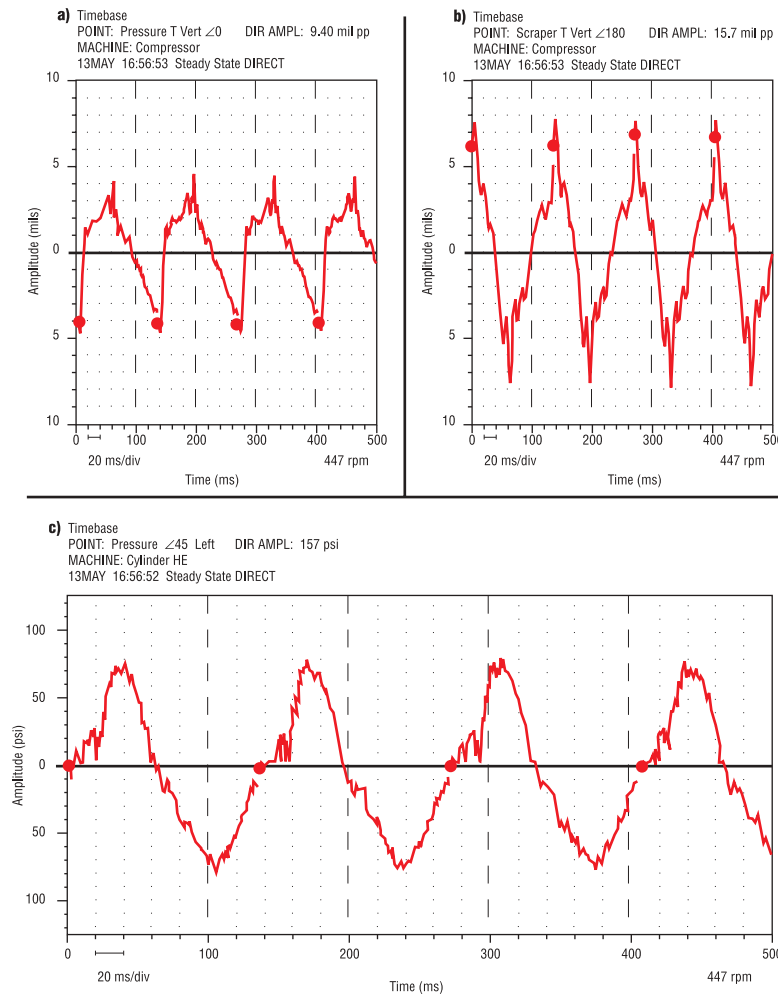 a) Timebase
POINT: Pressure T Vert ∠0 DIR AMPL: 9.40 mil pp
MACHINE: Compressor
13MAY 16:56:53 Steady State DIRECT
10
5
0
5
10
Amplitude (mils)
0 100 200 300 400 500
20 ms/div 447 rpm
Time (ms)
b) Timebase
POINT: Scraper T Vert ∠180 DIR AMPL: 15.7 mil pp
MACHINE: Compressor
13MAY 16:56:53 Steady State DIRECT
10
5
0
5
10
Amplitude (mils)
0 100 200 300 400 500
20 ms/div 447 rpm
Time (ms)
c) Timebase
POINT: Pressure ∠45 Left DIR AMPL: 157 psi
MACHINE: Cylinder HE
13MAY 16:56:52 Steady State DIRECT
100
50
0
50
100
Amplitude (psi)
0 100 200 300 400 500
20 ms/div 447 rpm
Time (ms)